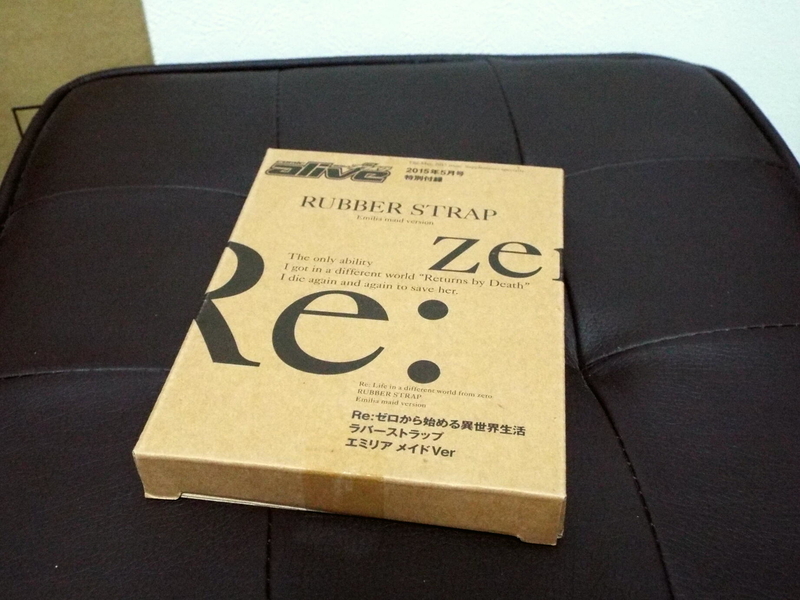 alive
2015年5月号
特別付録
RUBBER STRAP
Emilia maid version
zer
The only ability
I got in a different world "Returns by Death"
I die again and again to save her.
Re:
Re: Life in a different world from zero
RUBBER STRAP
Emilia maid version
Re:ゼロから始める異世界生活
ラバーストラップ
エミリア メイドVer